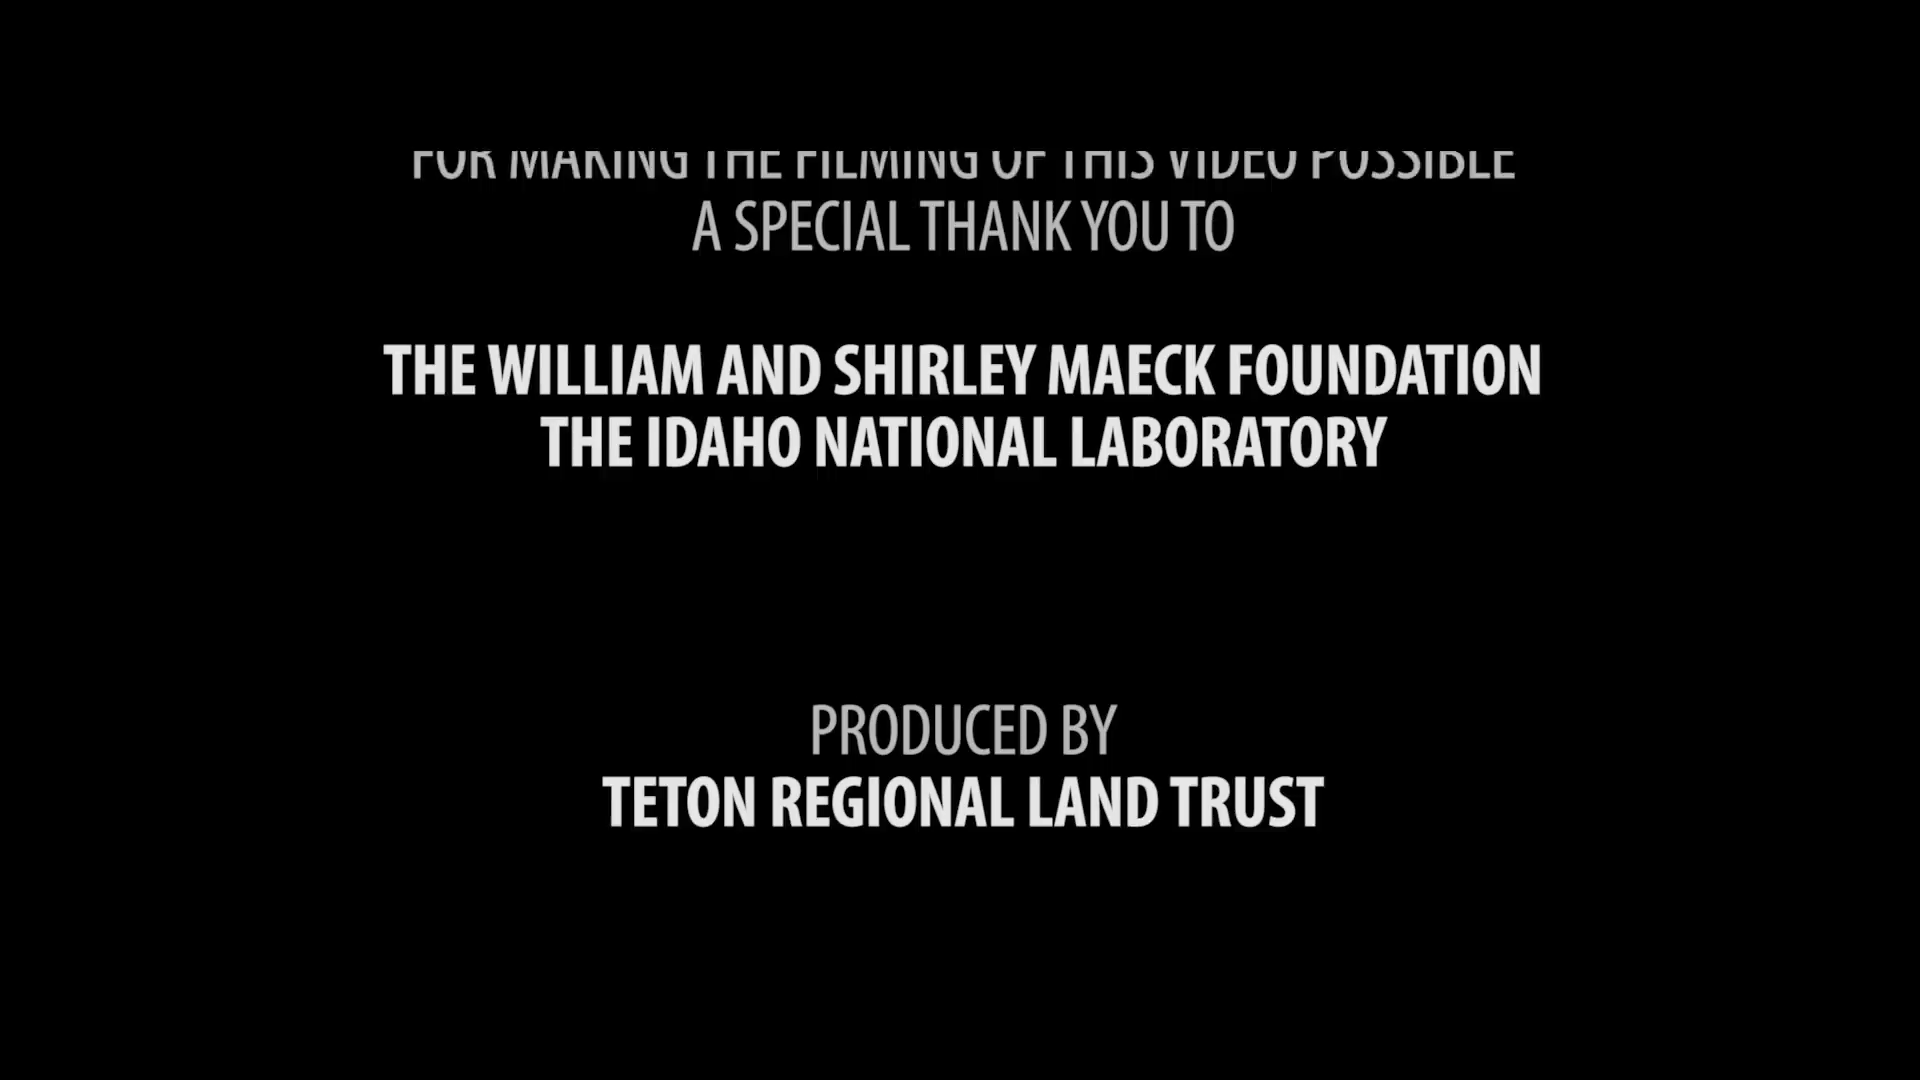 FOR MAKING THE FILMING OF THIS VIDEO POSSIBLE
A SPECIAL THANK YOU TO
THE WILLIAM AND SHIRLEY MAECK FOUNDATION
THE IDAHO NATIONAL LABORATORY
PRODUCED BY
TETON REGIONAL LAND TRUST